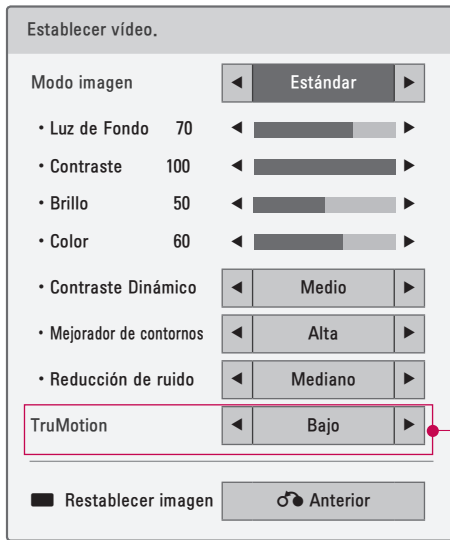 Establecer vídeo.
Modo imagen ◀ Estándar ▶
• Luz de Fondo 70 ◀ ▶
• Contraste 100 ◀ ▶
• Brillo 50 ◀ ▶
• Color 60 ◀ ▶
• Contraste Dinámico ◀ Medio ▶
• Mejorador de contornos ◀ Alta ▶
• Reducción de ruido ◀ Mediano ▶
TruMotion ◀ Bajo ▶
Restablecer imagen Anterior